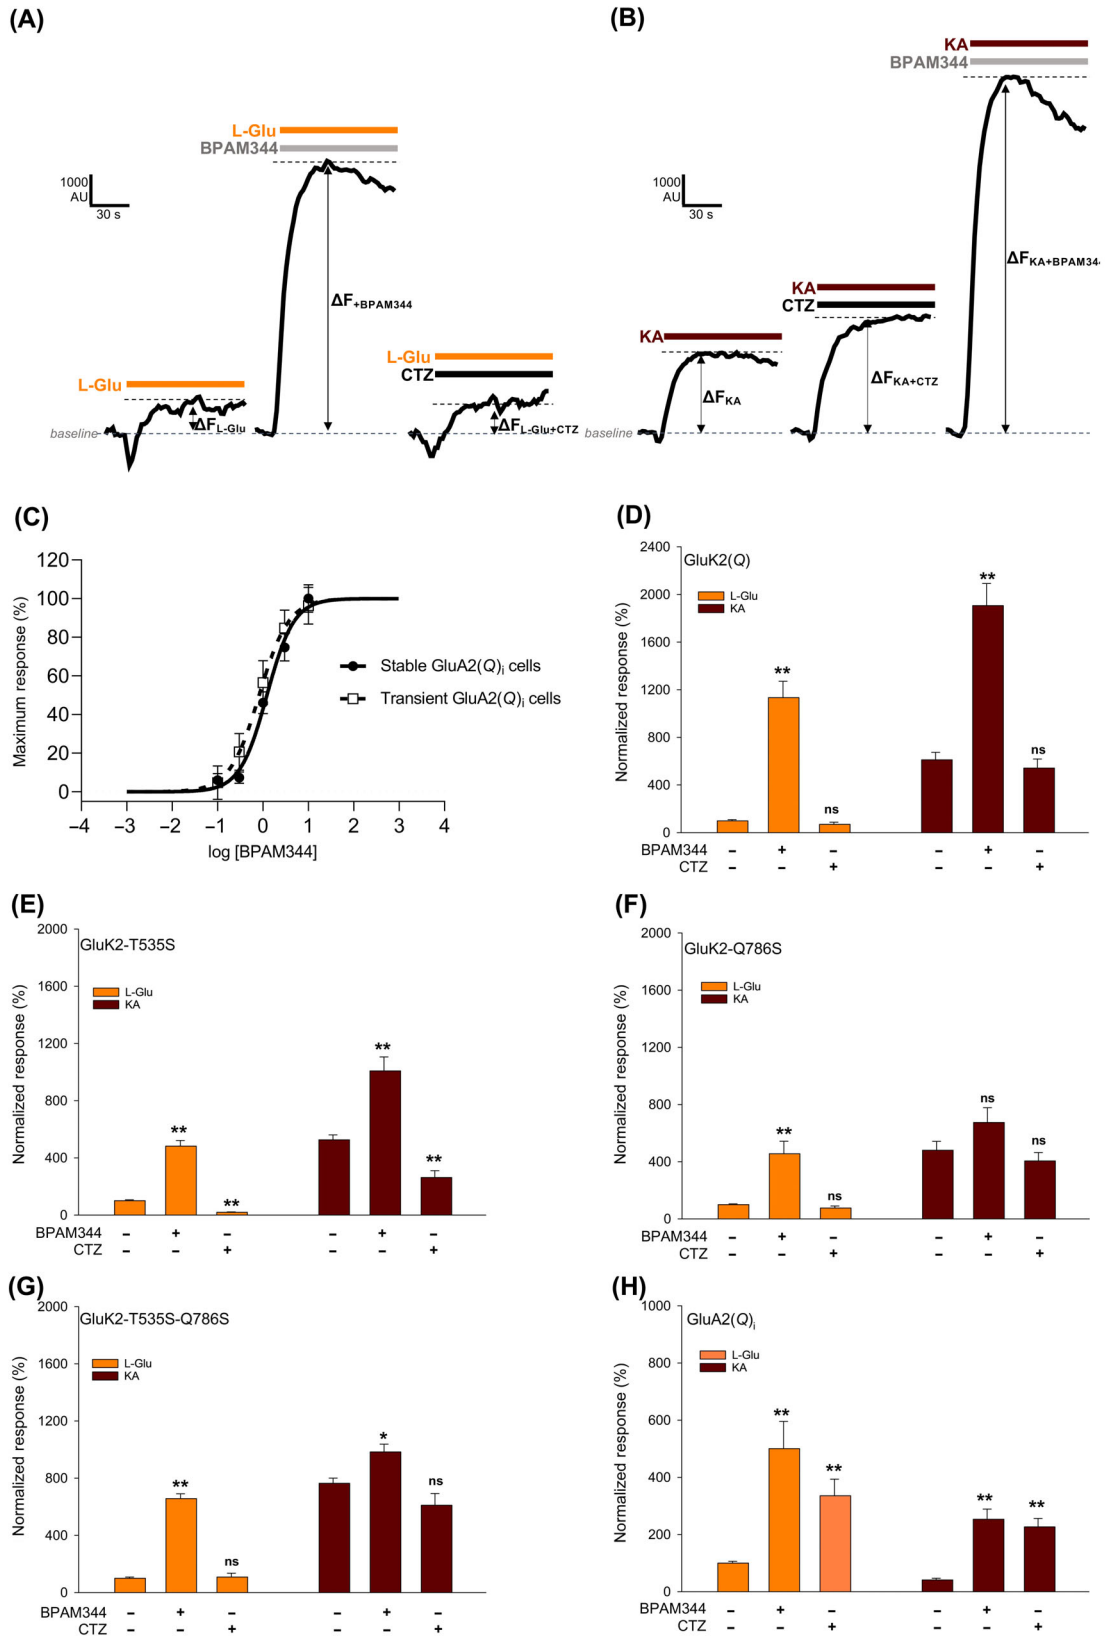 (A)
L-Glu
BPAM344
1000
AU
30 s
ΔF+BPAM344
L-Glu
CTZ
L-Glu
ΔFL-Glu
ΔFL-Glu+CTZ
baseline
(B)
KA
BPAM344
1000
AU
30 s
ΔFKA+BPAM344
KA
CTZ
KA
ΔFKA+CTZ
ΔFKA
baseline
(C)
120
100
80
60
40
20
0
Maximum response (%)
Stable GluA2(Q)i cells
Transient GluA2(Q)i cells
–4 –3 –2 –1 0 1 2 3 4
log [BPAM344]
(D)
GluK2(Q)
L-Glu
KA
2400
2000
1600
1200
800
400
0
Normalized response (%)
** ns ** ns
BPAM344 – + – – + –
CTZ – – + – – +
(E)
GluK2-T535S
L-Glu
KA
2000
1600
1200
800
400
0
Normalized response (%)
** ** ** **
BPAM344 – + – – + –
CTZ – – + – – +
(F)
GluK2-Q786S
L-Glu
KA
2000
1600
1200
800
400
0
Normalized response (%)
** ns ns ns
BPAM344 – + – – + –
CTZ – – + – – +
(G)
GluK2-T535S-Q786S
L-Glu
KA
2000
1600
1200
800
400
0
Normalized response (%)
** ns * ns
BPAM344 – + – – + –
CTZ – – + – – +
(H)
GluA2(Q)i
L-Glu
KA
1000
800
600
400
200
0
Normalized response (%)
** ** ** **
BPAM344 – + – – + –
CTZ – – + – – +